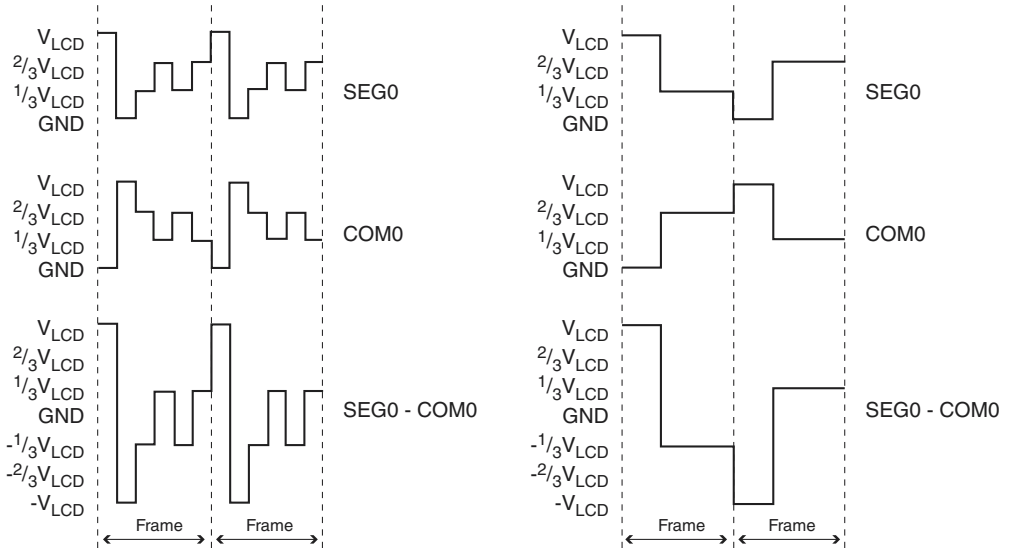 V_LCD
2/3V_LCD
1/3V_LCD
GND
SEG0
V_LCD
2/3V_LCD
1/3V_LCD
GND
COM0
V_LCD
2/3V_LCD
1/3V_LCD
GND
-1/3V_LCD
-2/3V_LCD
-V_LCD
SEG0 - COM0
Frame Frame
V_LCD
2/3V_LCD
1/3V_LCD
GND
SEG0
V_LCD
2/3V_LCD
1/3V_LCD
GND
COM0
V_LCD
2/3V_LCD
1/3V_LCD
GND
-1/3V_LCD
-2/3V_LCD
-V_LCD
SEG0 - COM0
Frame Frame